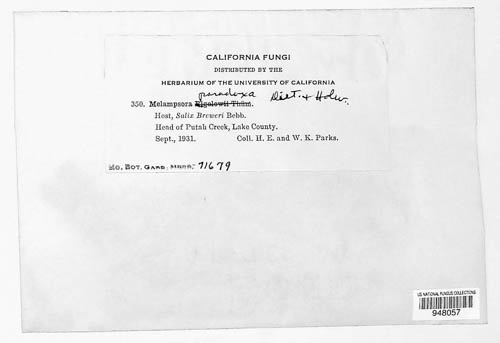 CALIFORNIA FUNGI
DISTRIBUTED BY THE
HERBARIUM OF THE UNIVERSITY OF CALIFORNIA
paradoxa Diet. & Holw.
350. Melampsora Bigelowii Thüm.
Host, Salix Breweri Bebb.
Head of Putah Creek, Lake County.
Sept., 1931. Coll. H. E. and W. K. Parks.
MO. BOT. GARD. HERB. 71679
US NATIONAL FUNGUS COLLECTIONS
948057